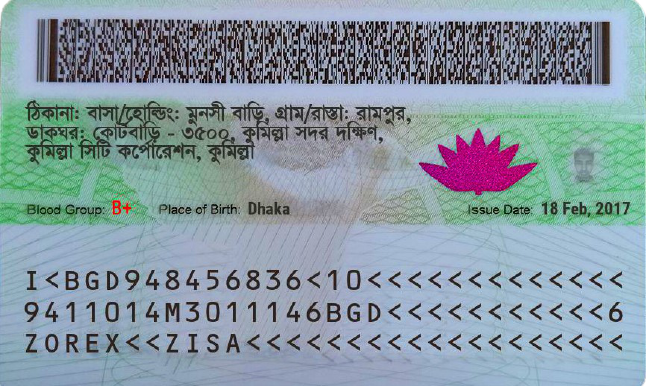 ঠিকানা: বাসা/হোল্ডিং: মুনসী বাড়ি, গ্রাম/রাস্তা: রামপুর,
ডাকঘর: কোটবাড়ি - ৩৫০০, কুমিল্লা সদর দক্ষিণ,
কুমিল্লা সিটি কর্পোরেশন, কুমিল্লা
Blood Group: B+ Place of Birth: Dhaka Issue Date: 18 Feb, 2017
I<BGD948456836<10<<<<<<<<<<<<<
9411014M3011146BGD<<<<<<<<<<<6
ZOREX<<ZISA<<<<<<<<<<<<<<<<<<<